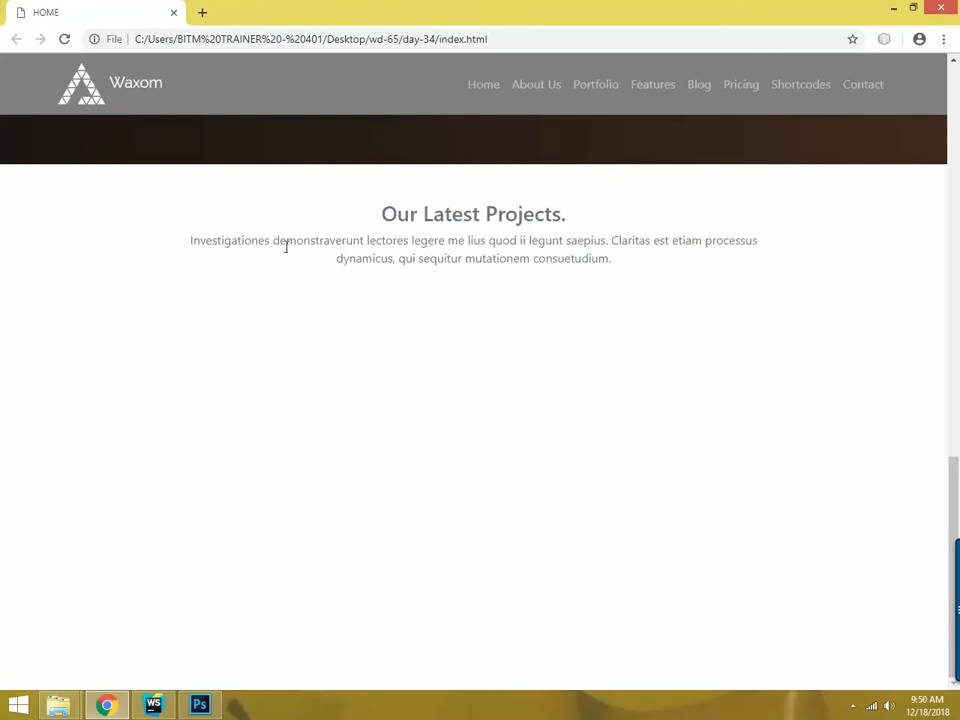 HOME
File
C:/Users/BITM%20TRAINER%20-%20401/Desktop/wd-65/day-34/index.html
Waxom
Home
About Us
Portfolio
Features
Blog
Pricing
Shortcodes
Contact
Our Latest Projects.
Investigationes demonstraverunt lectores legere me lius quod ii legunt saepius. Claritas est etiam processus
dynamicus, qui sequitur mutationem consuetudium.
WS
Ps
9:50 AM
12/18/2018